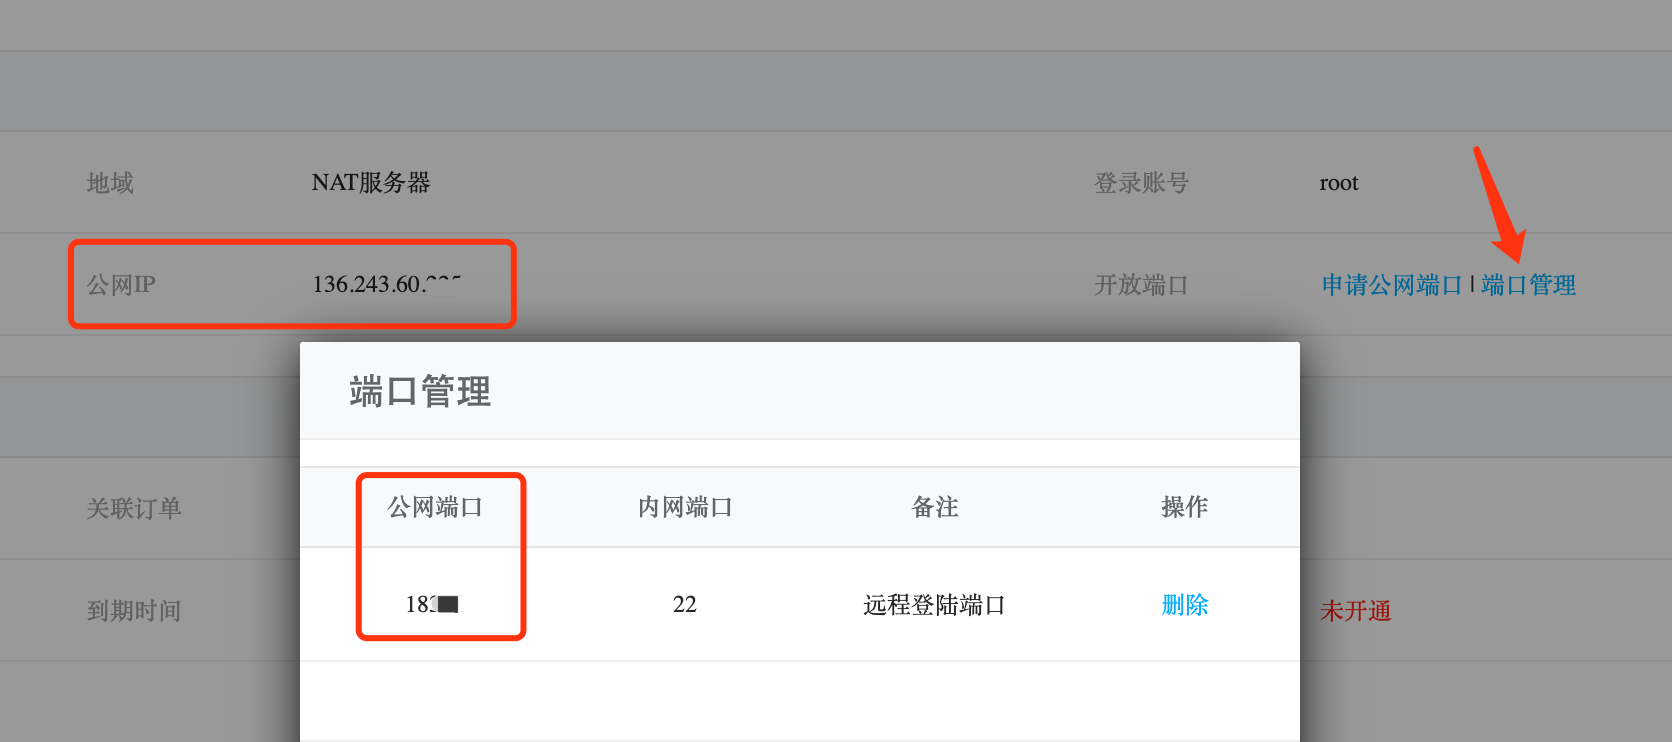 地域 NAT服务器 登录账号 root
公网IP 136.243.60. 开放端口 申请公网端口 | 端口管理
端口管理
公网端口 内网端口 备注 操作
关联订单
18 22 远程登陆端口 删除
到期时间 未开通